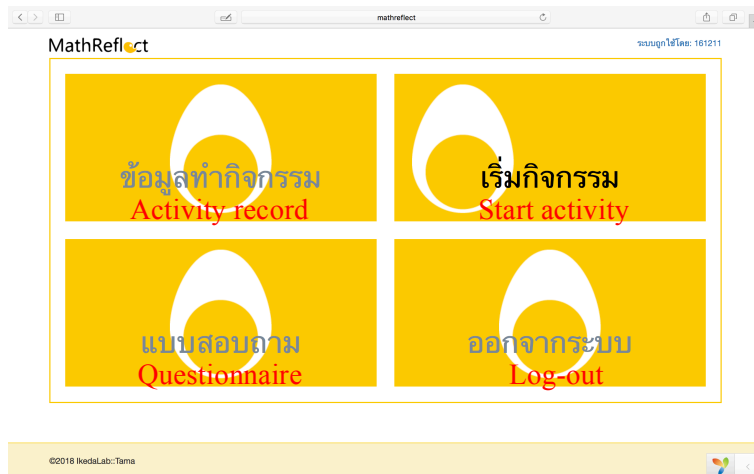 mathreflect
MathReflect
ระบบถูกใช้โดย: 161211
ข้อมูลทำกิจกรรม
Activity record
เริ่มกิจกรรม
Start activity
แบบสอบถาม
Questionnaire
ออกจากระบบ
Log-out
©2018 IkedaLab::Tama